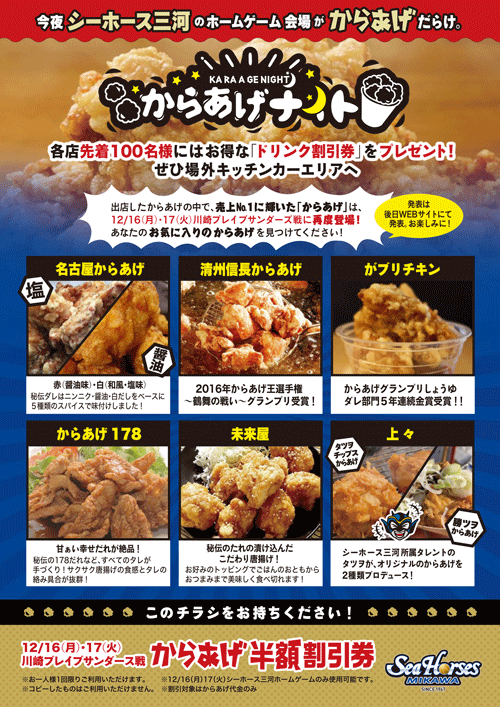 今夜 シーホース三河 のホームゲーム会場が からあげ だらけ。
KARAAGE NIGHT
からあげナイト
各店先着100名様にはお得な「ドリンク割引券」をプレゼント!
ぜひ場外キッチンカーエリアへ
出店したからあげの中で、売上No.1に輝いた「からあげ」は、
12/16(月)・17(火)川崎ブレイブサンダース戦に再度登場!
あなたのお気に入りのからあげを見つけてください!
発表は
後日WEBサイトにて
発表。お楽しみに!
名古屋からあげ
塩
醤油
赤(醤油味)・白(和風・塩味)
秘伝ダレはニンニク・醤油・白だしをベースに
5種類のスパイスで味付けしました!
清州信長からあげ
2016年からあげ王選手権
〜鶴舞の戦い〜グランプリ受賞!
がブリチキン
からあげグランプリしょうゆ
ダレ部門5年連続金賞受賞!!
からあげ178
甘ぁい幸せだれが絶品!
秘伝の178だれなど、すべてのタレが
手づくり!サクサク唐揚げの食感とタレの
絡み具合が抜群!
未来屋
秘伝のたれの漬け込んだ
こだわり唐揚げ!
お好みのトッピングでごはんのおともから
おつまみまで美味しく食べ切れます!
上々
タツヲ
チップス
からあげ
勝ツヲ
からあげ
シーホース三河所属タレントの
タツヲが、オリジナルのからあげを
2種類プロデュース!
このチラシをお持ちください!
12/16(月)・17(火)
川崎ブレイブサンダース戦 からあげ半額割引券
※お一人様1回限りご利用いただけます。 ※12/16(月)17(火)シーホース三河ホームゲームのみ使用可能です。
※コピーしたものはご利用いただけません。 ※割引対象はからあげ代金のみ
SeaHorses
MIKAWA
SINCE 1947